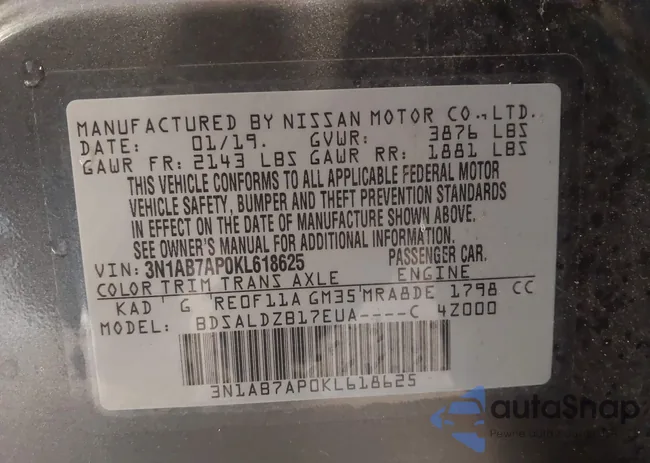 MANUFACTURED BY NISSAN MOTOR CO.,LTD.
DATE: 01/19. GVWR: 3876 LBS
GAWR FR: 2143 LBS GAWR RR: 1881 LBS
THIS VEHICLE CONFORMS TO ALL APPLICABLE FEDERAL MOTOR
VEHICLE SAFETY, BUMPER AND THEFT PREVENTION STANDARDS
IN EFFECT ON THE DATE OF MANUFACTURE SHOWN ABOVE.
SEE OWNER'S MANUAL FOR ADDITIONAL INFORMATION.
VIN: 3N1AB7AP0KL618625 PASSENGER CAR.
COLOR TRIM TRANS AXLE ENGINE
KAD G RE0F11A GM35 MRA8DE 1798 CC
MODEL: BDSALDZB17EUA----C 4Z000
3N1AB7AP0KL618625
autaShop